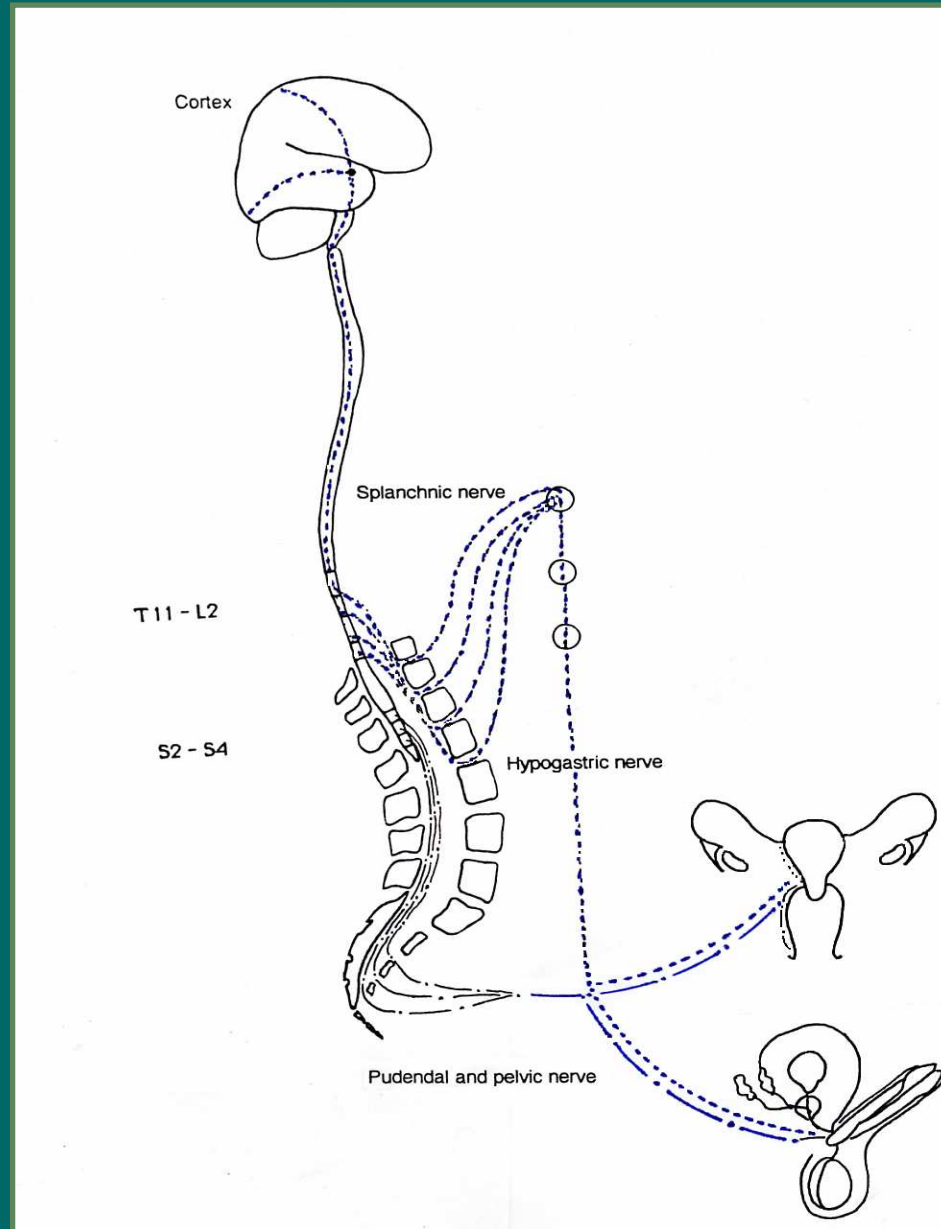 Cortex
Splanchnic nerve
T11 - L2
S2 - S4
Hypogastric nerve
Pudendal and pelvic nerve